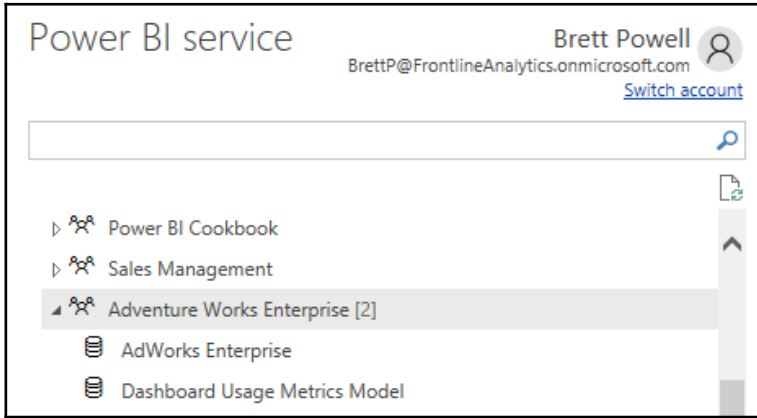 Power BI service
Brett Powell
BrettP@FrontlineAnalytics.onmicrosoft.com
Switch account
Power BI Cookbook
Sales Management
Adventure Works Enterprise [2]
AdWorks Enterprise
Dashboard Usage Metrics Model